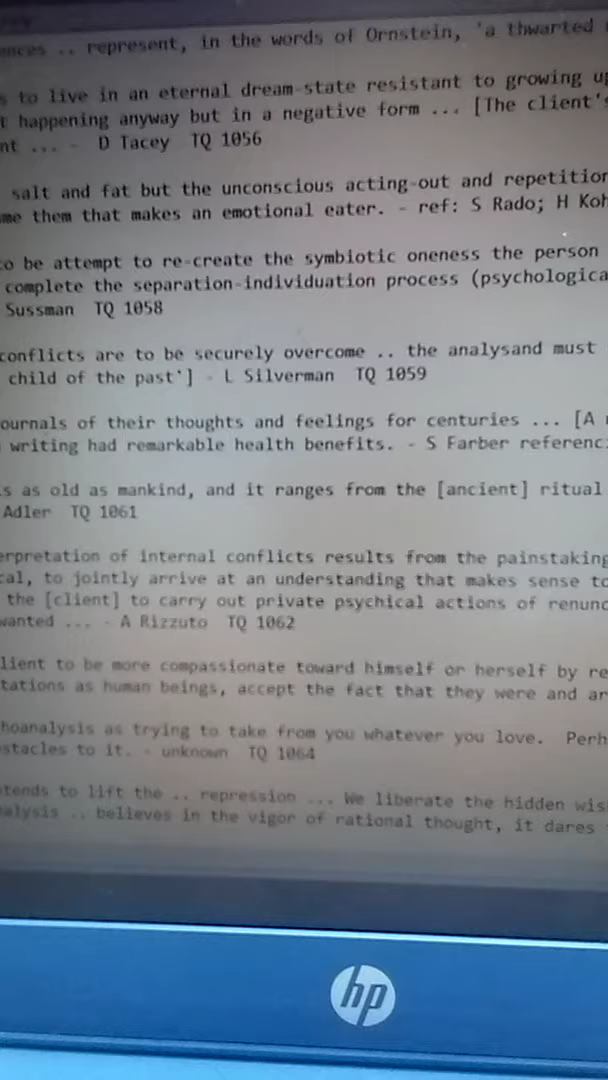 ences .. represent, in the words of Ornstein, 'a thwarted
s to live in an eternal dream-state resistant to growing up
t happening anyway but in a negative form ... [The client's
nt ... - D Tacey TQ 1056
salt and fat but the unconscious acting-out and repetition
me them that makes an emotional eater. - ref: S Rado; H Koh
o be attempt to re-create the symbiotic oneness the person
complete the separation-individuation process (psychologica
Sussman TQ 1058
conflicts are to be securely overcome .. the analysand must
child of the past'] - L Silverman TQ 1059
ournals of their thoughts and feelings for centuries ... [A
writing had remarkable health benefits. - S Farber referenc
s as old as mankind, and it ranges from the [ancient] ritual
Adler TQ 1061
erpretation of internal conflicts results from the painstaking
cal, to jointly arrive at an understanding that makes sense to
the [client] to carry out private psychical actions of renunc
wanted ... - A Rizzuto TQ 1062
lient to be more compassionate toward himself or herself by re
tations as human beings, accept the fact that they were and ar
hoanalysis as trying to take from you whatever you love. Perh
stacles to it. - unknown TQ 1064
tends to lift the .. repression ... We liberate the hidden wis
nalysis .. believes in the vigor of rational thought, it dares
hp